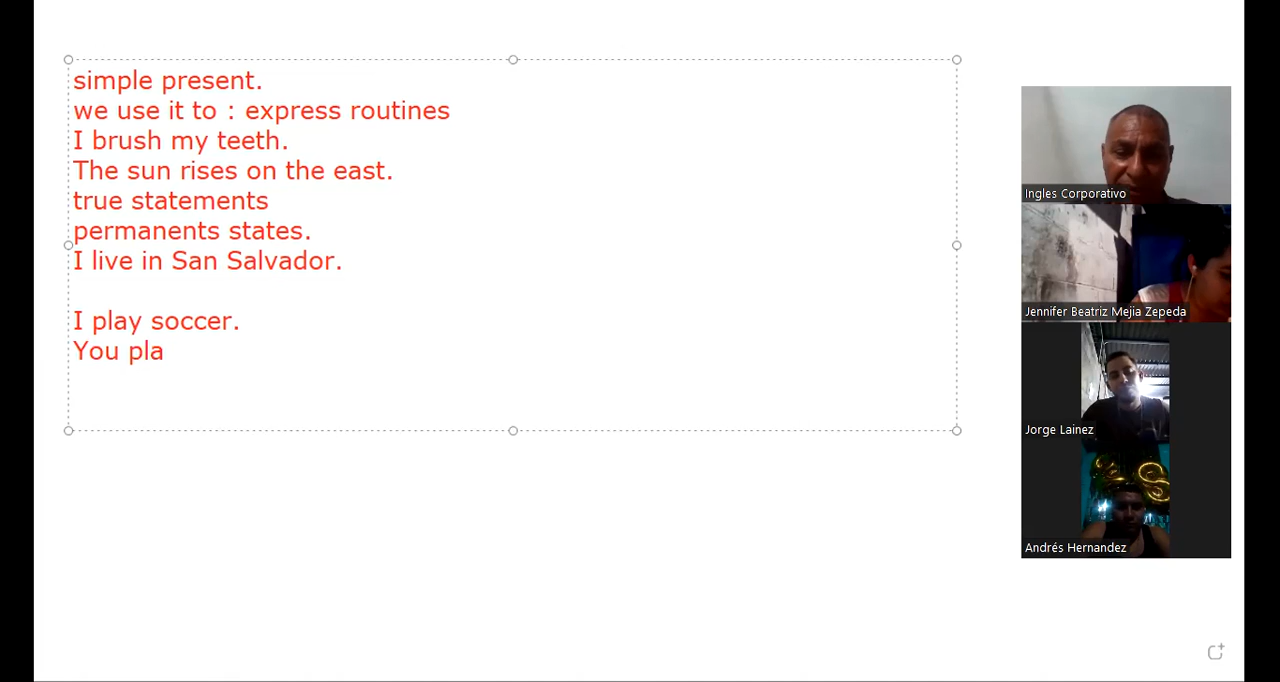 simple present.
we use it to : express routines
I brush my teeth.
The sun rises on the east.
true statements
permanents states.
I live in San Salvador.
I play soccer.
You pla
Ingles Corporativo
Jennifer Beatriz Mejia Zepeda
Jorge Lainez
Andrés Hernandez